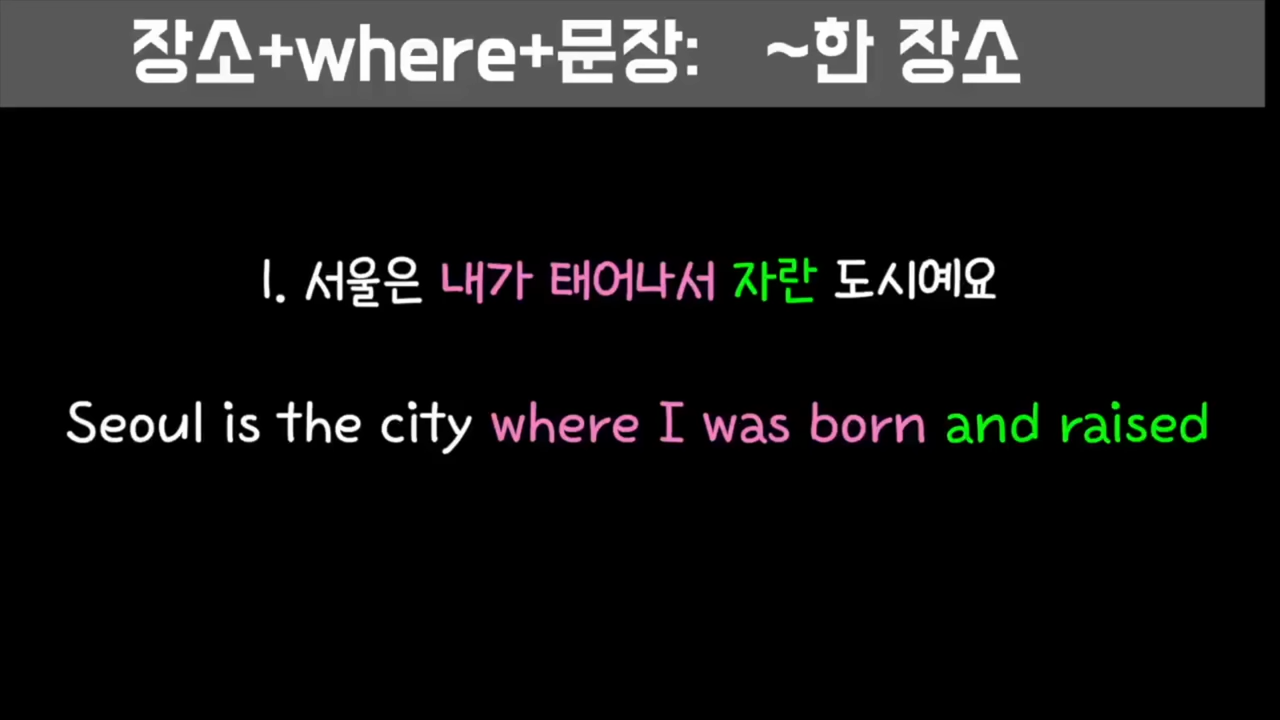 장소+where+문장: ~한 장소
1. 서울은 내가 태어나서 자란 도시예요
Seoul is the city where I was born and raised